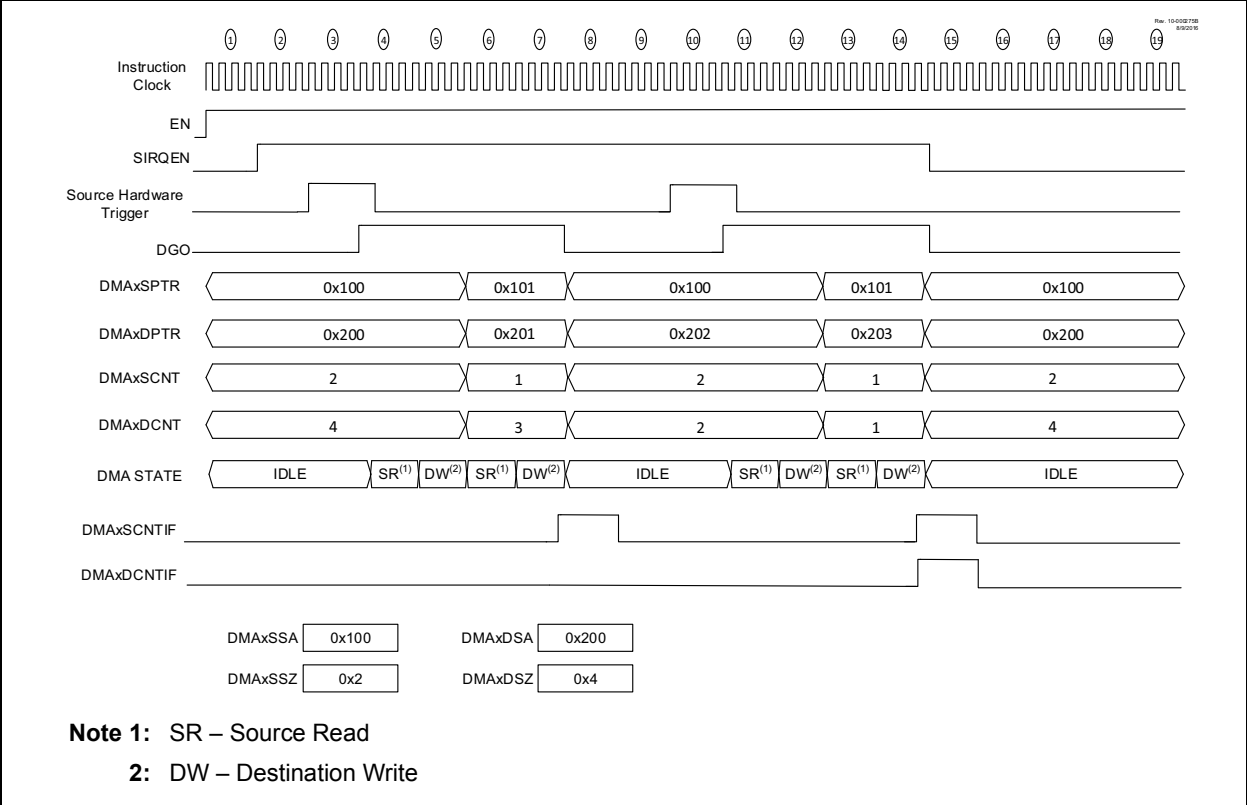 Rev. 10-000275B
8/9/2016
1 2 3 4 5 6 7 8 9 10 11 12 13 14 15 16 17 18 19
Instruction
Clock
EN
SIRQEN
Source Hardware
Trigger
DGO
DMAxSPTR 0x100 0x101 0x100 0x101 0x100
DMAxDPTR 0x200 0x201 0x202 0x203 0x200
DMAxSCNT 2 1 2 1 2
DMAxDCNT 4 3 2 1 4
DMA STATE IDLE SR(1) DW(2) SR(1) DW(2) IDLE SR(1) DW(2) SR(1) DW(2) IDLE
DMAxSCNTIF
DMAxDCNTIF
DMAxSSA 0x100 DMAxDSA 0x200
DMAxSSZ 0x2 DMAxDSZ 0x4
Note 1: SR – Source Read
2: DW – Destination Write